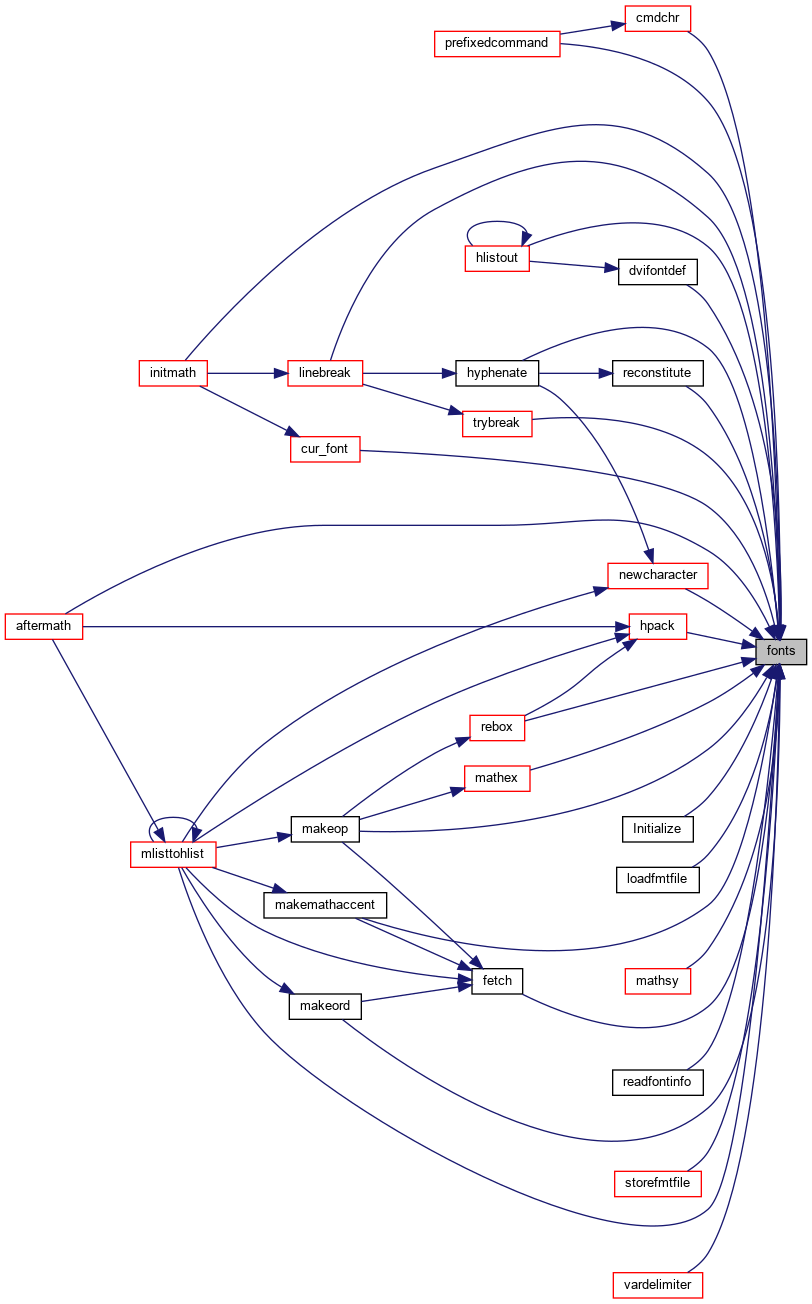 cmdchr
prefixedcommand
hlistout
dvifontdef
initmath
linebreak
hyphenate
reconstitute
trybreak
cur_font
newcharacter
aftermath
hpack
fonts
rebox
mathex
makeop
Initialize
mlisttohlist
loadfmtfile
makemathaccent
fetch
mathsy
makeord
readfontinfo
storefmtfile
vardelimiter